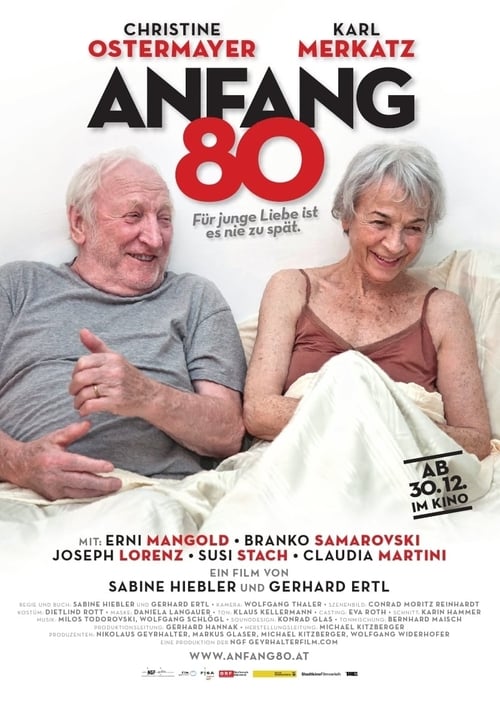 CHRISTINE KARL
OSTERMAYER MERKATZ
ANFANG
80
Für junge Liebe ist
es nie zu spät.
AB
30.12.
IM KINO
MIT: ERNI MANGOLD • BRANKO SAMAROVSKI •
JOSEPH LORENZ • SUSI STACH • CLAUDIA MARTINI
EIN FILM VON
SABINE HIEBLER UND GERHARD ERTL
REGIE UND BUCH: SABINE HIEBLER UND GERHARD ERTL • KAMERA: WOLFGANG THALER • SZENENBILD: CONRAD MORITZ REINHARDT
KOSTÜM: DIETLIND ROTT • MASKE: DANIELA LANGAUER • TON: KLAUS KELLERMANN • CASTING: EVA ROTH • SCHNITT: KARIN HAMMER
MUSIK: MILOS TODOROVSKI, WOLFGANG SCHLÖGL • SOUNDDESIGN: KONRAD GLAS • TONMISCHUNG: BERNHARD MAISCH
PRODUKTIONSLEITUNG: GERHARD HANNAK • HERSTELLUNGSLEITUNG: MICHAEL KITZBERGER
PRODUZENTEN: NIKOLAUS GEYRHALTER, MARKUS GLASER, MICHAEL KITZBERGER, WOLFGANG WIDERHOFER
EINE PRODUKTION DER NGF GEYRHALTERFILM.COM
WWW.ANFANG80.AT
NGF ORF StadtkinoFilmverleih